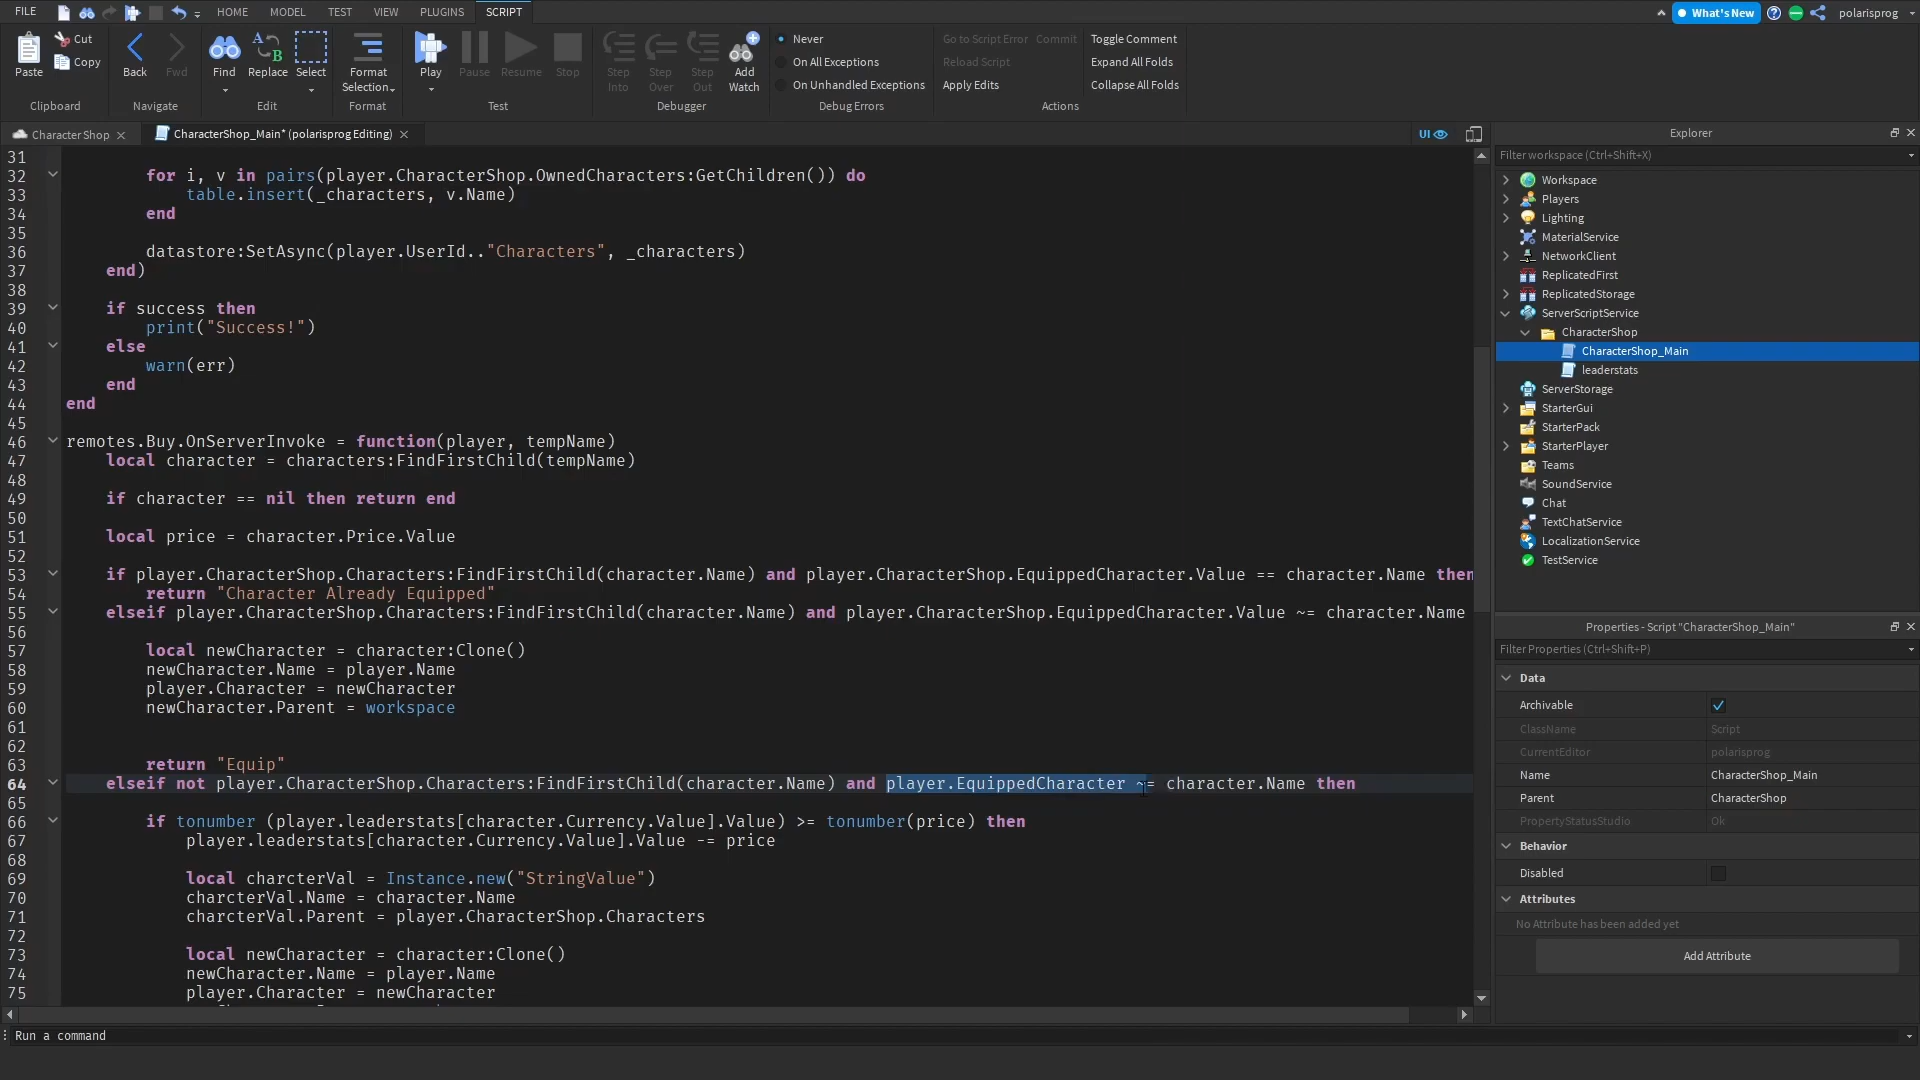 FILE HOME MODEL TEST VIEW PLUGINS SCRIPT What's New polarisprog
Paste Cut Copy Clipboard
Back Fwd Navigate
Find Replace Select Edit
Format Selection Format
Play Pause Resume Stop Test
Step Into Step Over Step Out Add Watch Debugger
Never
On All Exceptions
On Unhandled Exceptions
Debug Errors
Go to Script Error Commit Toggle Comment
Reload Script Expand All Folds
Apply Edits Collapse All Folds
Actions
Character Shop CharacterShop_Main* (polarisprog Editing) UI
31
32 for i, v in pairs(player.CharacterShop.OwnedCharacters:GetChildren()) do
33 table.insert(_characters, v.Name)
34 end
35
36 datastore:SetAsync(player.UserId.."Characters", _characters)
37 end)
38
39 if success then
40 print("Success!")
41 else
42 warn(err)
43 end
44 end
45
46 remotes.Buy.OnServerInvoke = function(player, tempName)
47 local character = characters:FindFirstChild(tempName)
48
49 if character == nil then return end
50
51 local price = character.Price.Value
52
53 if player.CharacterShop.Characters:FindFirstChild(character.Name) and player.CharacterShop.EquippedCharacter.Value == character.Name then
54 return "Character Already Equipped"
55 elseif player.CharacterShop.Characters:FindFirstChild(character.Name) and player.CharacterShop.EquippedCharacter.Value ~= character.Name
56
57 local newCharacter = character:Clone()
58 newCharacter.Name = player.Name
59 player.Character = newCharacter
60 newCharacter.Parent = workspace
61
62
63 return "Equip"
64 elseif not player.CharacterShop.Characters:FindFirstChild(character.Name) and player.EquippedCharacter ~= character.Name then
65
66 if tonumber (player.leaderstats[character.Currency.Value].Value) >= tonumber(price) then
67 player.leaderstats[character.Currency.Value].Value -= price
68
69 local charcterVal = Instance.new("StringValue")
70 charcterVal.Name = character.Name
71 charcterVal.Parent = player.CharacterShop.Characters
72
73 local newCharacter = character:Clone()
74 newCharacter.Name = player.Name
75 player.Character = newCharacter
Run a command
Explorer
Filter workspace (Ctrl+Shift+X)
Workspace
Players
Lighting
MaterialService
NetworkClient
ReplicatedFirst
ReplicatedStorage
ServerScriptService
CharacterShop
CharacterShop_Main
leaderstats
ServerStorage
StarterGui
StarterPack
StarterPlayer
Teams
SoundService
Chat
TextChatService
LocalizationService
TestService
Properties - Script "CharacterShop_Main"
Filter Properties (Ctrl+Shift+P)
Data
Archivable
ClassName Script
CurrentEditor polarisprog
Name CharacterShop_Main
Parent CharacterShop
PropertyStatusStudio Ok
Behavior
Disabled
Attributes
No Attribute has been added yet
Add Attribute